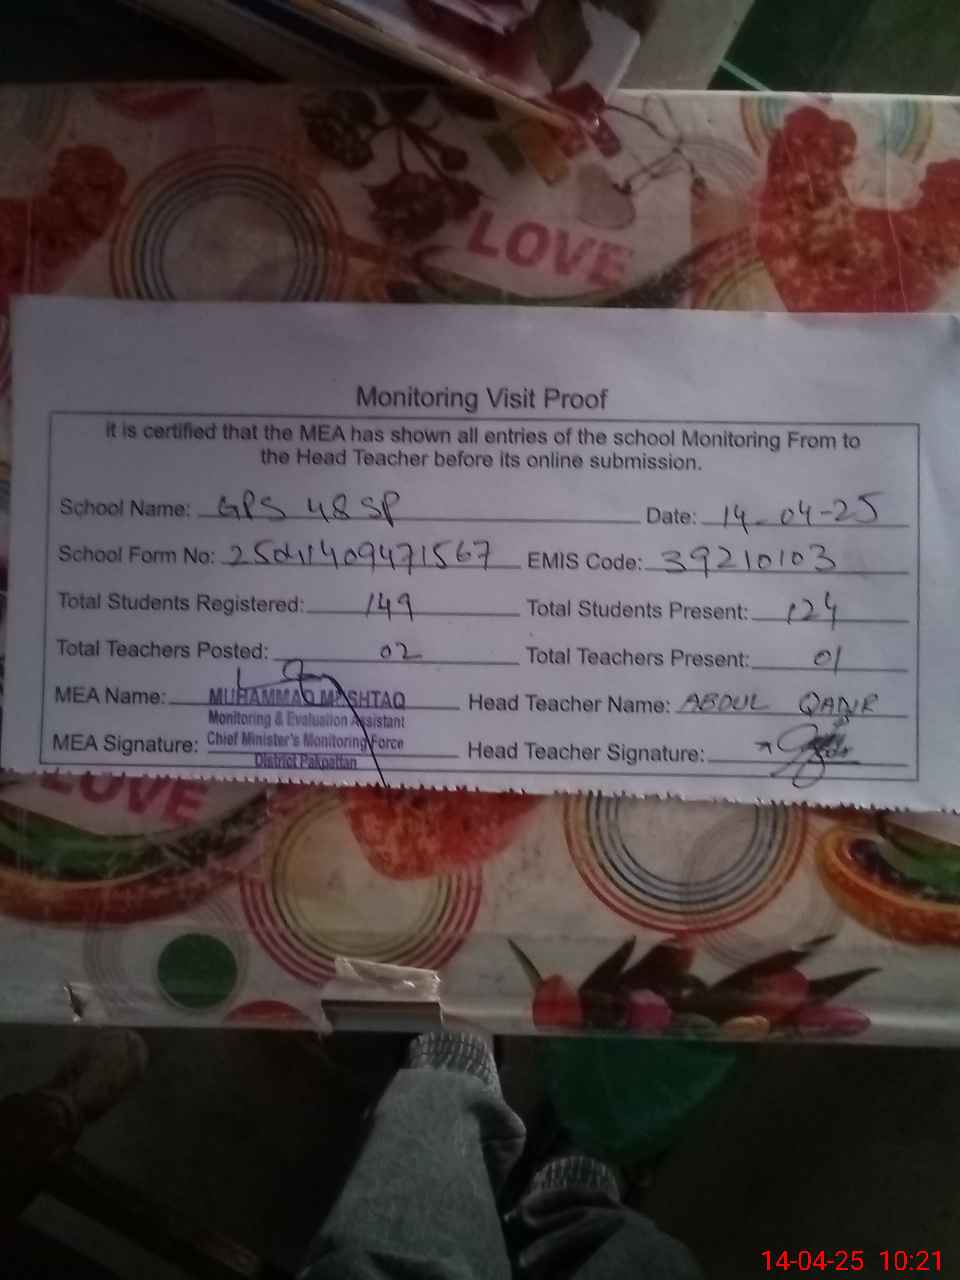 LOVE
Monitoring Visit Proof
it is certified that the MEA has shown all entries of the school Monitoring From to
the Head Teacher before its online submission.
School Name: GPS 48 SP Date: 14-04-25
School Form No: 25041409471567 EMIS Code: 39210103
Total Students Registered: 149 Total Students Present: 124
Total Teachers Posted: 02 Total Teachers Present: 01
MEA Name: MUHAMMAD MUSHTAQ Head Teacher Name: ABDUL QADIR
Monitoring & Evaluation Assistant
MEA Signature: Chief Minister's Monitoring Force Head Teacher Signature:
District Pakpattan
LOVE
14-04-25 10:21